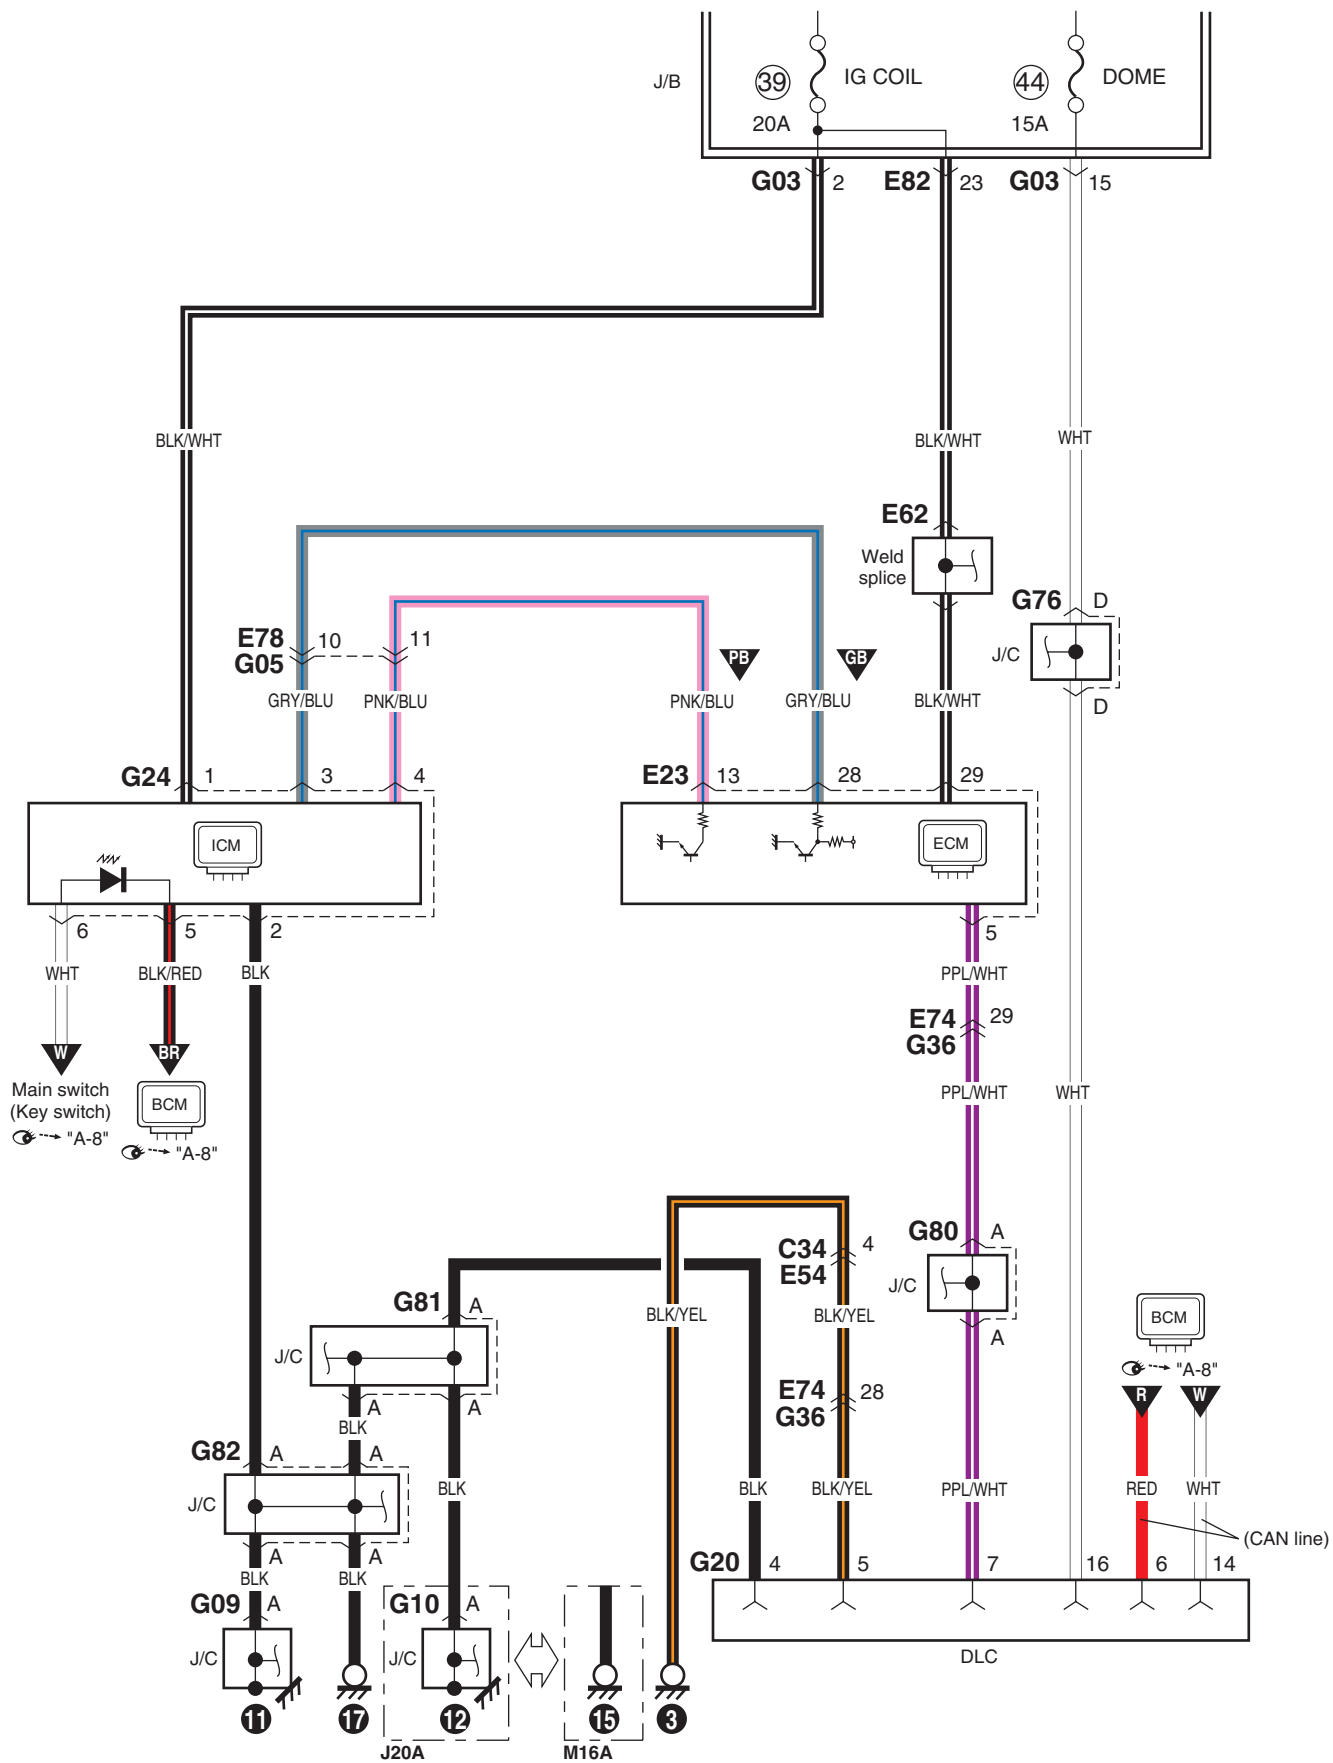 J/B
39
IG COIL
44
DOME
20A
15A
G03 2
E82 23
G03 15
BLK/WHT
BLK/WHT
WHT
E62
Weld
splice
G76 D
J/C
D
E78 10
11
G05
PB
GB
GRY/BLU
PNK/BLU
PNK/BLU
GRY/BLU
BLK/WHT
G24 1
3
4
E23 13
28
29
ICM
ECM
6
5
2
5
WHT
BLK/RED
BLK
PPL/WHT
E74 29
G36
W
BR
Main switch
(Key switch)
"A-8"
BCM
"A-8"
PPL/WHT
WHT
G80 A
J/C
A
C34 4
E54
G81 A
BLK/YEL
BLK/YEL
J/C
BCM
"A-8"
R
W
A
A
E74 28
G36
BLK
G82 A
A
J/C
BLK
BLK
BLK/YEL
PPL/WHT
RED
WHT
(CAN line)
A
A
BLK
BLK
G20 4
5
7
16
6
14
G09 A
G10 A
J/C
J/C
DLC
11
17
12
15
3
J20A
M16A